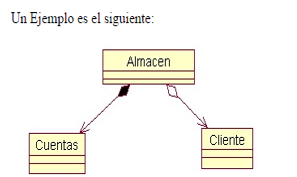 Un Ejemplo es el siguiente:
Almacen
Cuentas
Cliente